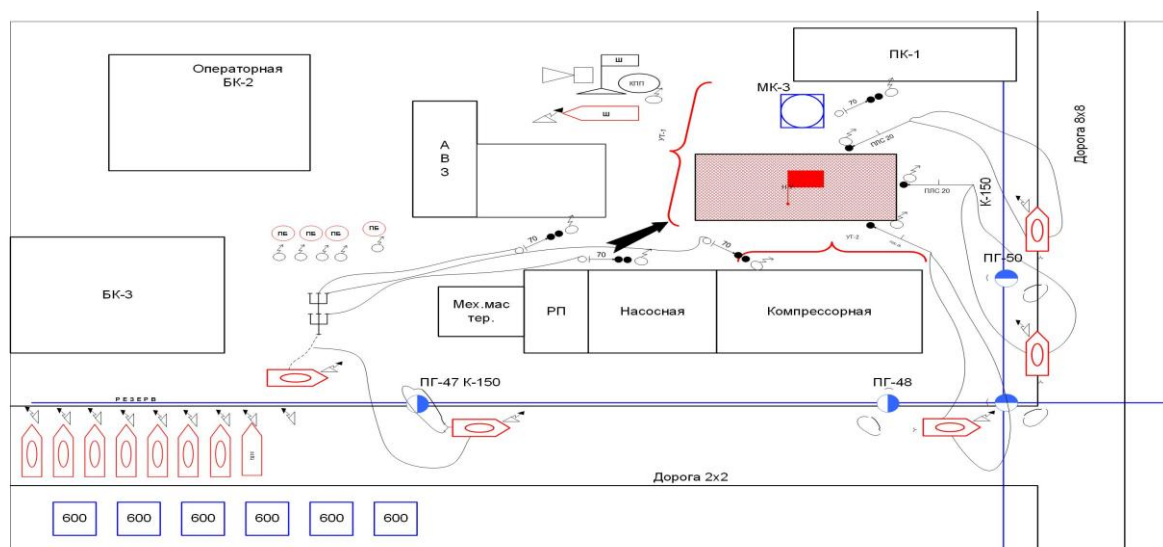 Операторная
БК-2
Ш
КПП
Ш
ПК-1
МК-3
70
УТ-1
ПЛС 20
Дорога 8х8
А
В
З
К-150
ПЛС 20
ПБ
ПБ
ПБ
ПБ
70
70
70
УТ-2
ПГ-50
БК-3
Мех.мас
тер.
РП
Насосная
Компрессорная
РЕЗЕРВ
ПГ-47 К-150
ПГ-48
Дорога 2х2
600
600
600
600
600
600